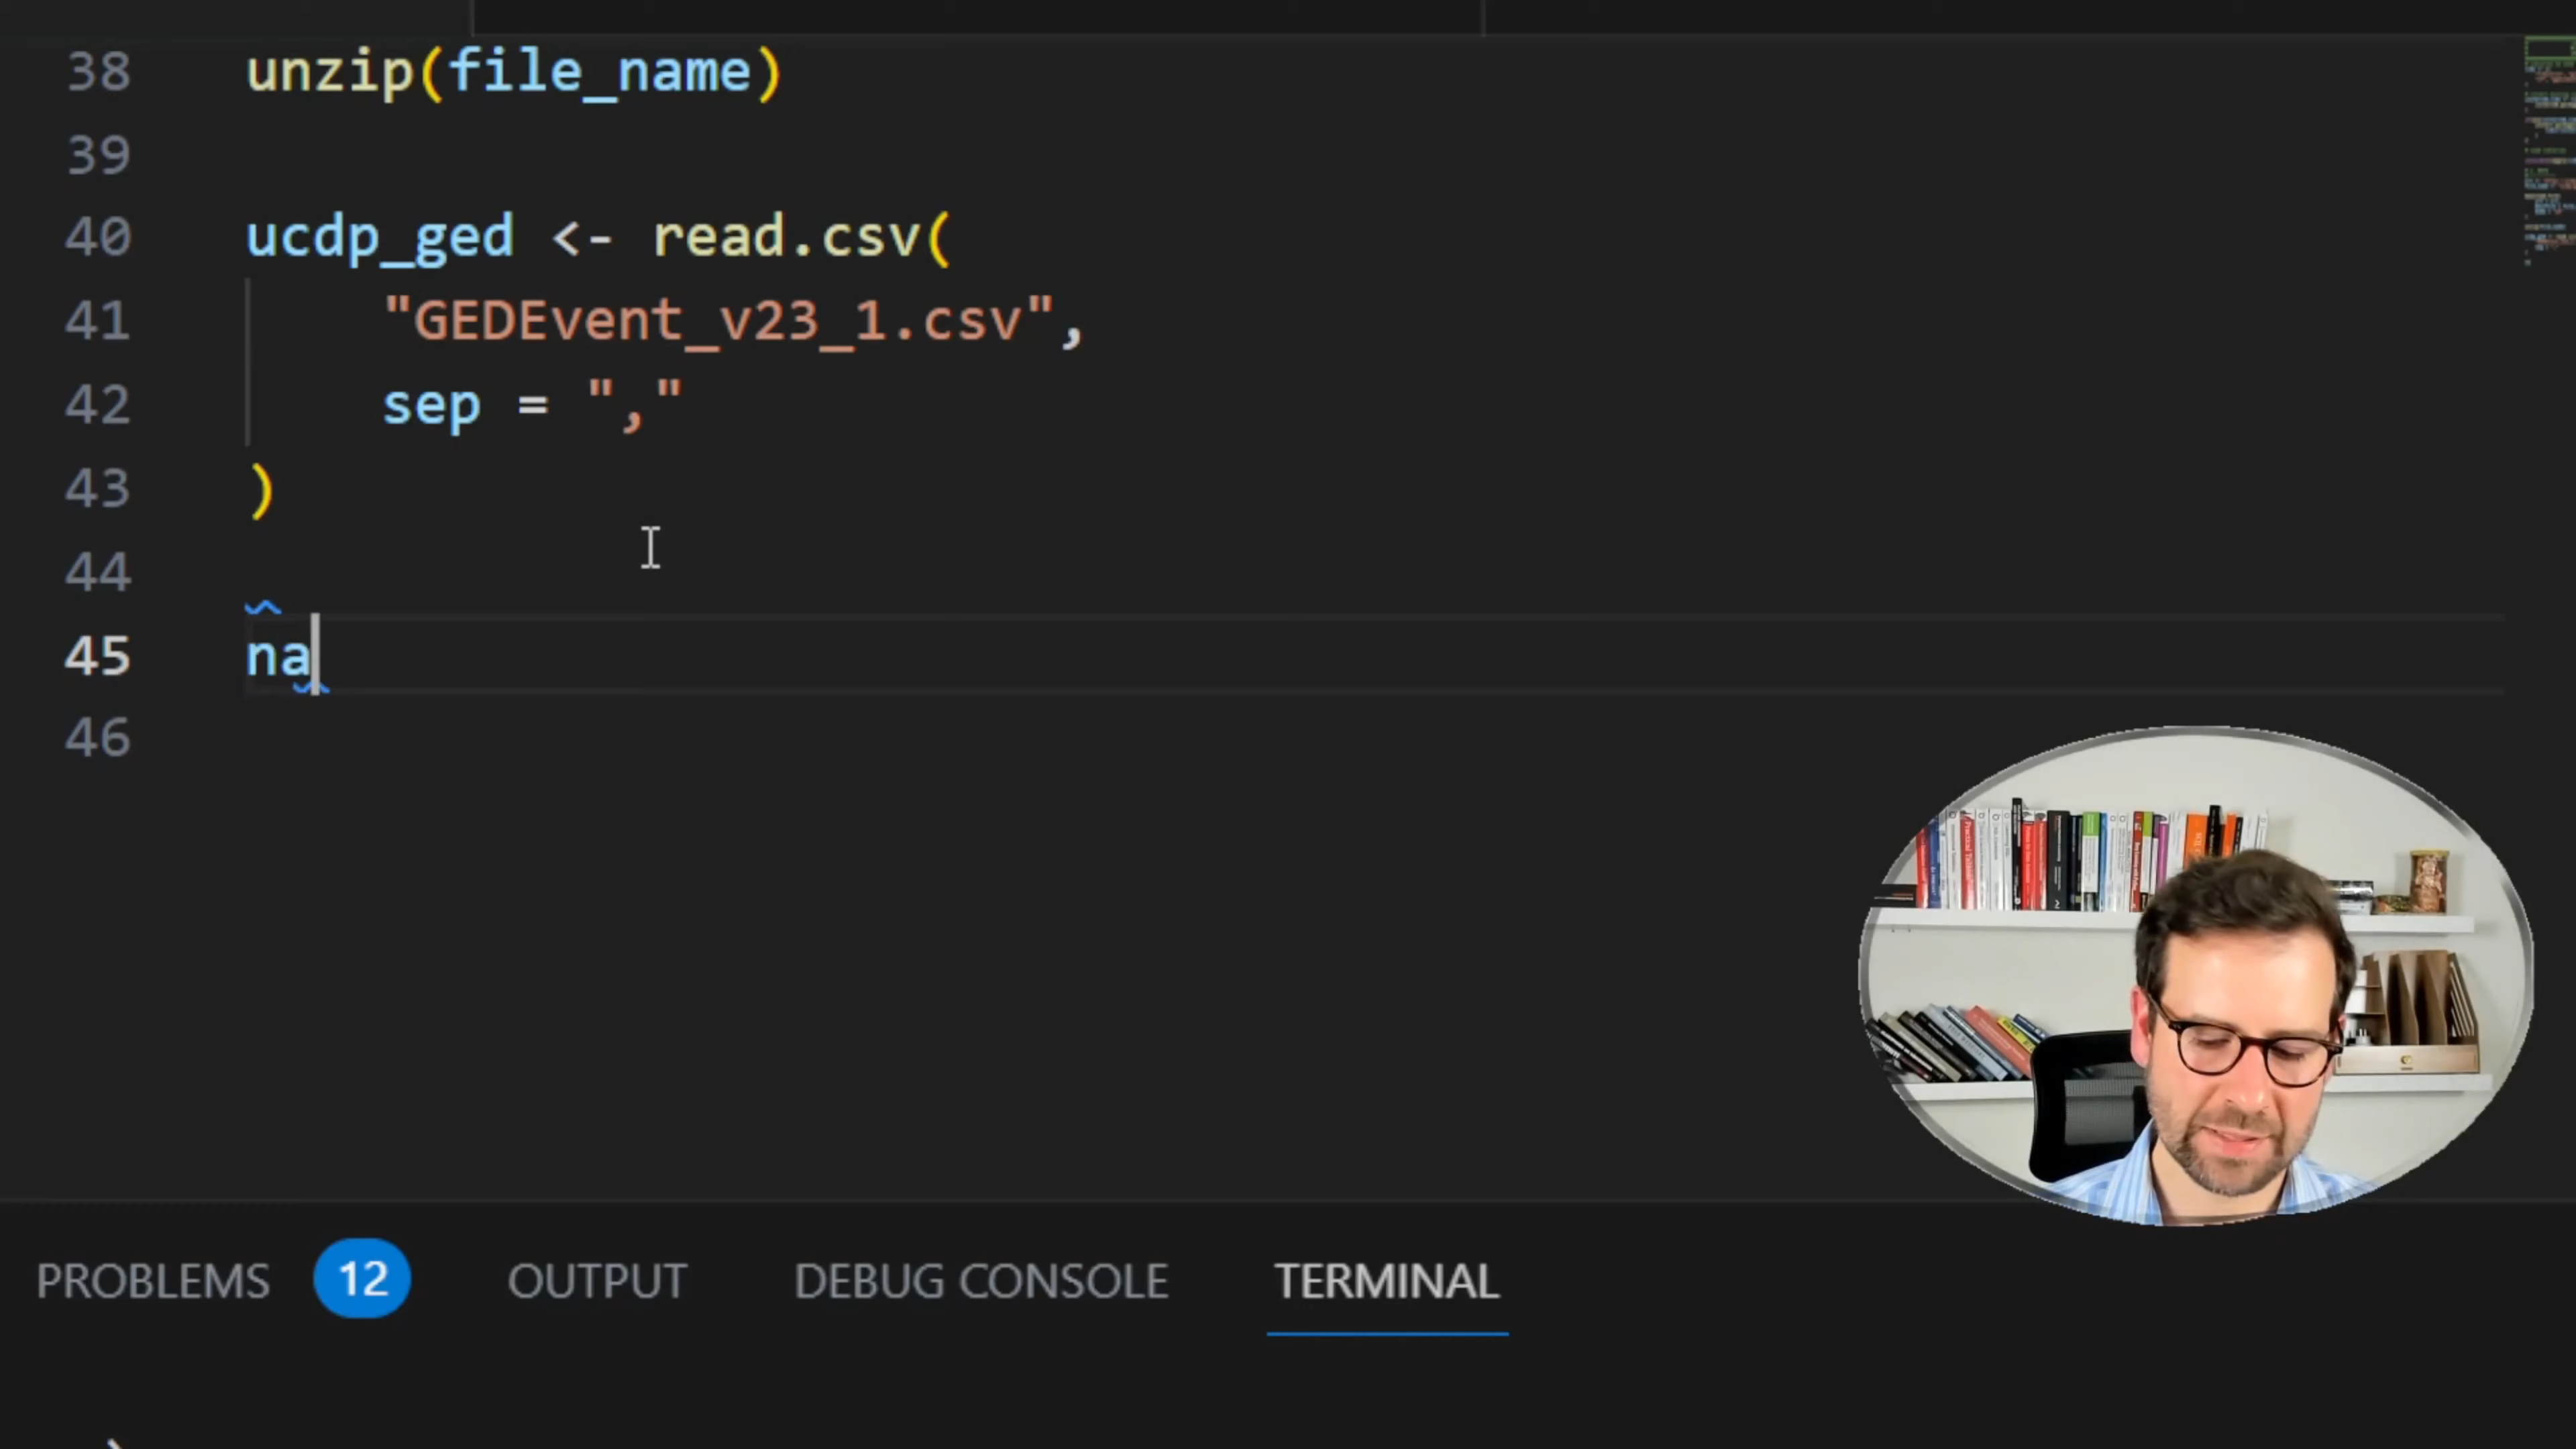 38 unzip(file_name)
39
40 ucdp_ged <- read.csv(
41 "GEDEvent_v23_1.csv",
42 sep = ","
43 )
44
45 na
46
PROBLEMS 12 OUTPUT DEBUG CONSOLE TERMINAL